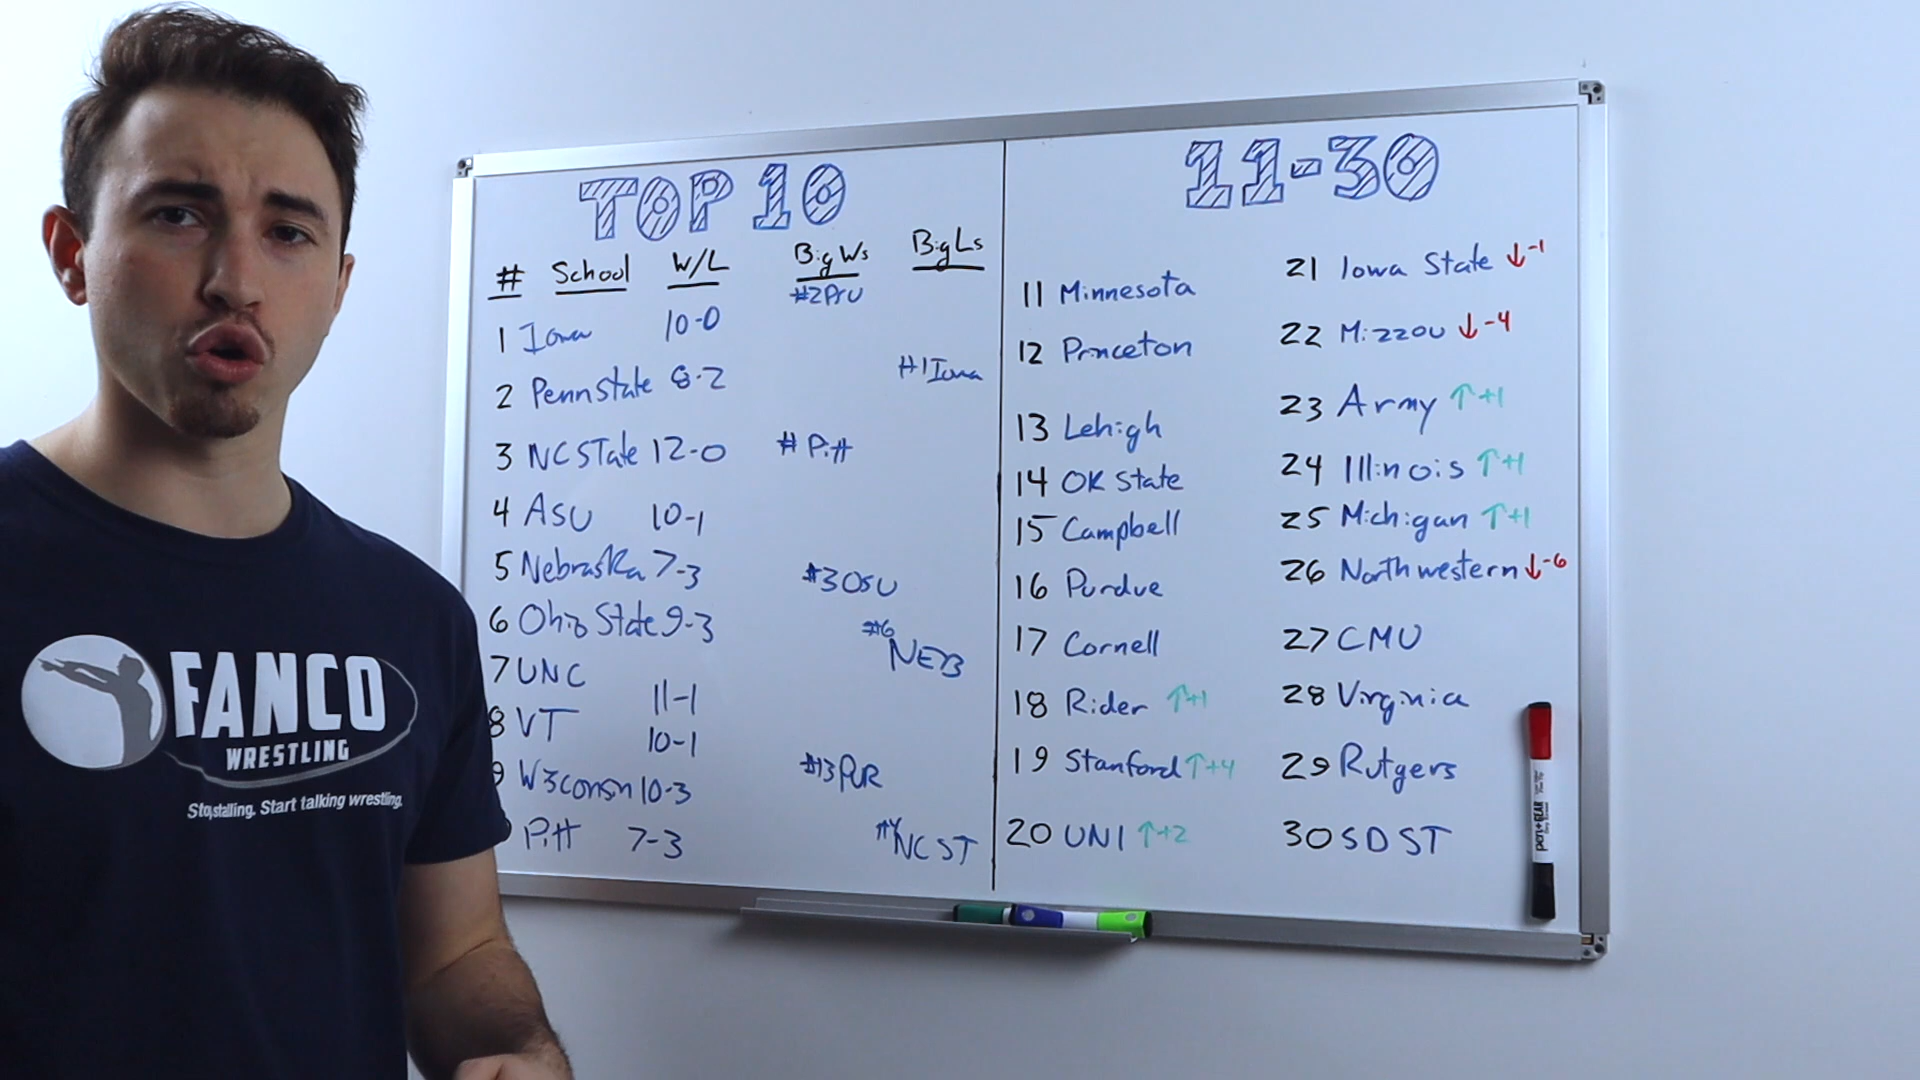 TOP 10
# School W/L Big Ws Big Ls
#2 PSU
1 Iowa 10-0
2 Penn State 8-2 #1 Iowa
3 NC STate 12-0 # Pitt
4 ASU 10-1
5 Nebraska 7-3 #3 OSU
6 Ohio State 9-3 #6 NEB
7 UNC 11-1
8 VT 10-1
9 Wisconsin 10-3 #13 PUR
Pitt 7-3 NC ST
11-30
11 Minnesota
12 Princeton
13 Lehigh
14 OK State
15 Campbell
16 Purdue
17 Cornell
18 Rider ↑+1
19 Stanford ↑+4
20 UNI ↑+2
21 Iowa State ↓-1
22 Mizzou ↓-4
23 Army ↑+1
24 Illinois ↑+1
25 Michigan ↑+1
26 Northwestern ↓-6
27 CMU
28 Virginia
29 Rutgers
30 SDST
FANCO
WRESTLING
Stop stalling. Start talking wrestling.
pen+GEAR